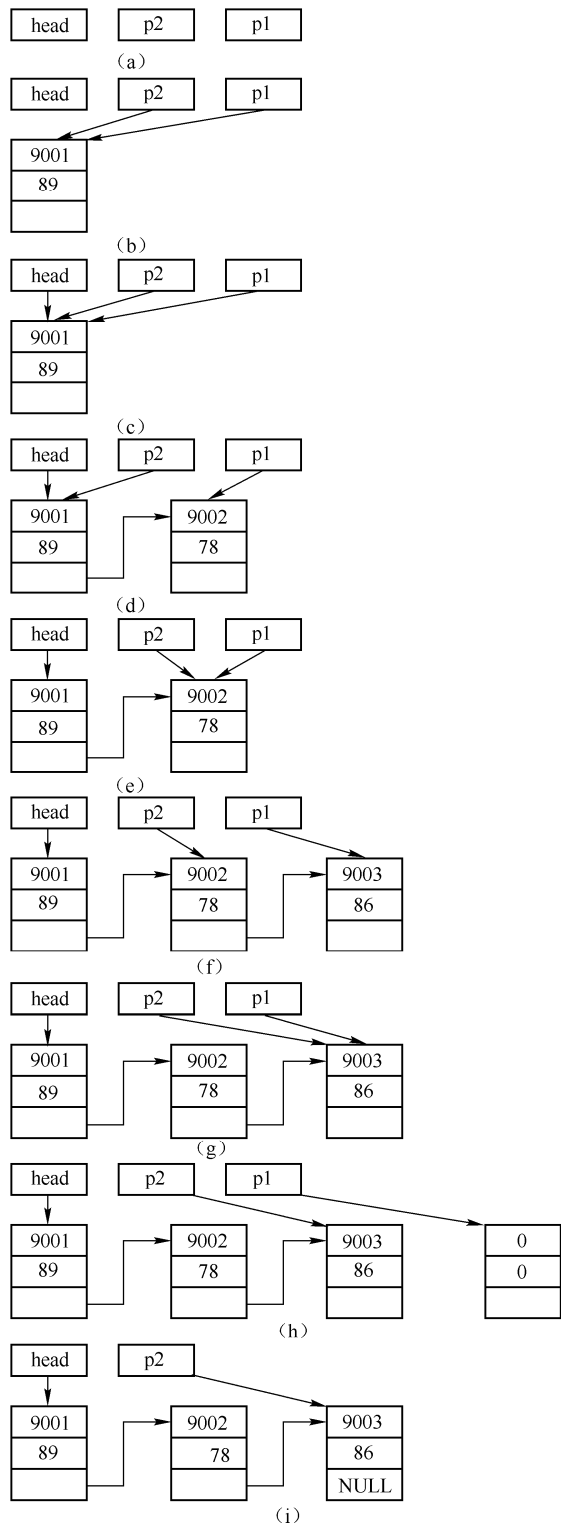 head p2 p1
(a)
head p2 p1
9001
89
(b)
head p2 p1
9001
89
(c)
head p2 p1
9001 9002
89 78
(d)
head p2 p1
9001 9002
89 78
(e)
head p2 p1
9001 9002 9003
89 78 86
(f)
head p2 p1
9001 9002 9003
89 78 86
(g)
head p2 p1
9001 9002 9003 0
89 78 86 0
(h)
head p2
9001 9002 9003
89 78 86
NULL
(i)